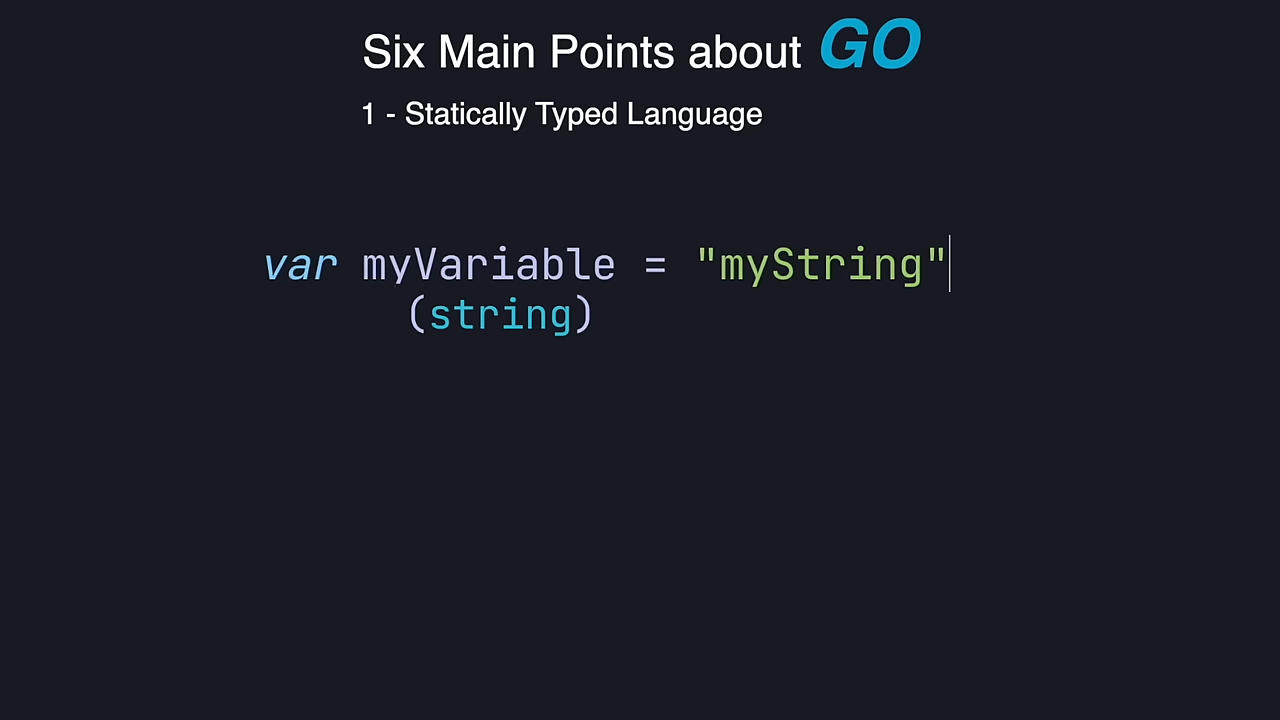 Six Main Points about GO
1 - Statically Typed Language
var myVariable = "myString"
(string)